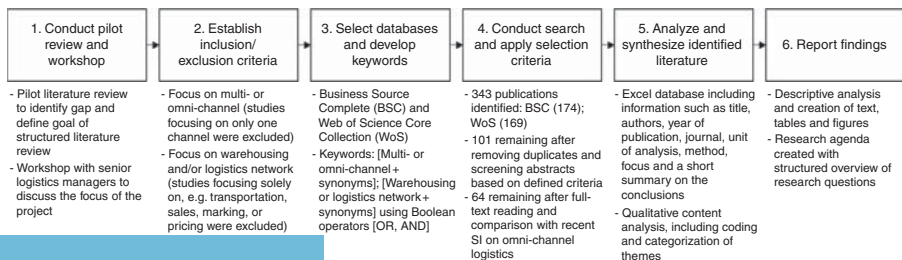 1. Conduct pilot
review and
workshop
2. Establish
inclusion/
exclusion criteria
3. Select databases
and develop
keywords
4. Conduct search
and apply selection
criteria
5. Analyze and
synthesize identified
literature
6. Report findings
- Pilot literature review
to identify gap and
define goal of
structured literature
review
- Workshop with senior
logistics managers to
discuss the focus of the
project
- Focus on multi- or
omni-channel (studies
focusing on only one
channel were excluded)
- Focus on warehousing
and/or logistics network
(studies focusing solely
on, e.g. transportation,
sales, marking, or
pricing were excluded)
- Business Source
Complete (BSC) and
Web of Science Core
Collection (WoS)
- Keywords: [Multi- or
omni-channel+
synonyms]; [Warehousing
or logistics network+
synonyms] using Boolean
operators [OR, AND]
- 343 publications
identified: BSC (174);
WoS (169)
- 101 remaining after
removing duplicates and
screening abstracts
based on defined criteria
- 64 remaining after full-
text reading and
comparison with recent
SI on omni-channel
logistics
- Excel database including
information such as title,
authors, year of
publication, journal, unit
of analysis, method,
focus and a short
summary on the
conclusions
- Qualitative content
analysis, including coding
and categorization of
themes
- Descriptive analysis
and creation of text,
tables and figures
- Research agenda
created with
structured overview of
research questions